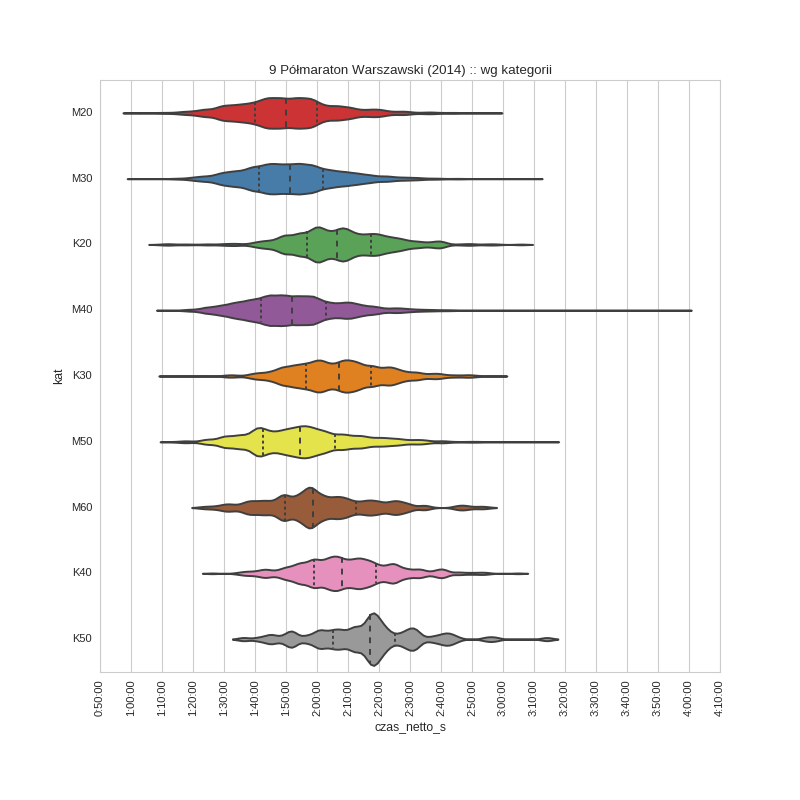 9 Półmaraton Warszawski (2014) :: wg kategorii
M20
M30
K20
M40
K30
M50
M60
K40
K50
kat
0:50:00
1:00:00
1:10:00
1:20:00
1:30:00
1:40:00
1:50:00
2:00:00
2:10:00
2:20:00
2:30:00
2:40:00
2:50:00
3:00:00
3:10:00
3:20:00
3:30:00
3:40:00
3:50:00
4:00:00
4:10:00
czas_netto_s